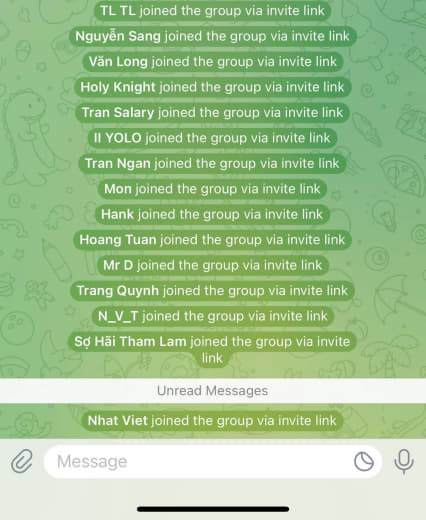 TL TL joined the group via invite link
Nguyễn Sang joined the group via invite link
Văn Long joined the group via invite link
Holy Knight joined the group via invite link
Tran Salary joined the group via invite link
II YOLO joined the group via invite link
Tran Ngan joined the group via invite link
Mon joined the group via invite link
Hank joined the group via invite link
Hoang Tuan joined the group via invite link
Mr D joined the group via invite link
Trang Quynh joined the group via invite link
N_V_T joined the group via invite link
Sợ Hãi Tham Lam joined the group via invite
link
Unread Messages
Nhat Viet joined the group via invite link
Message